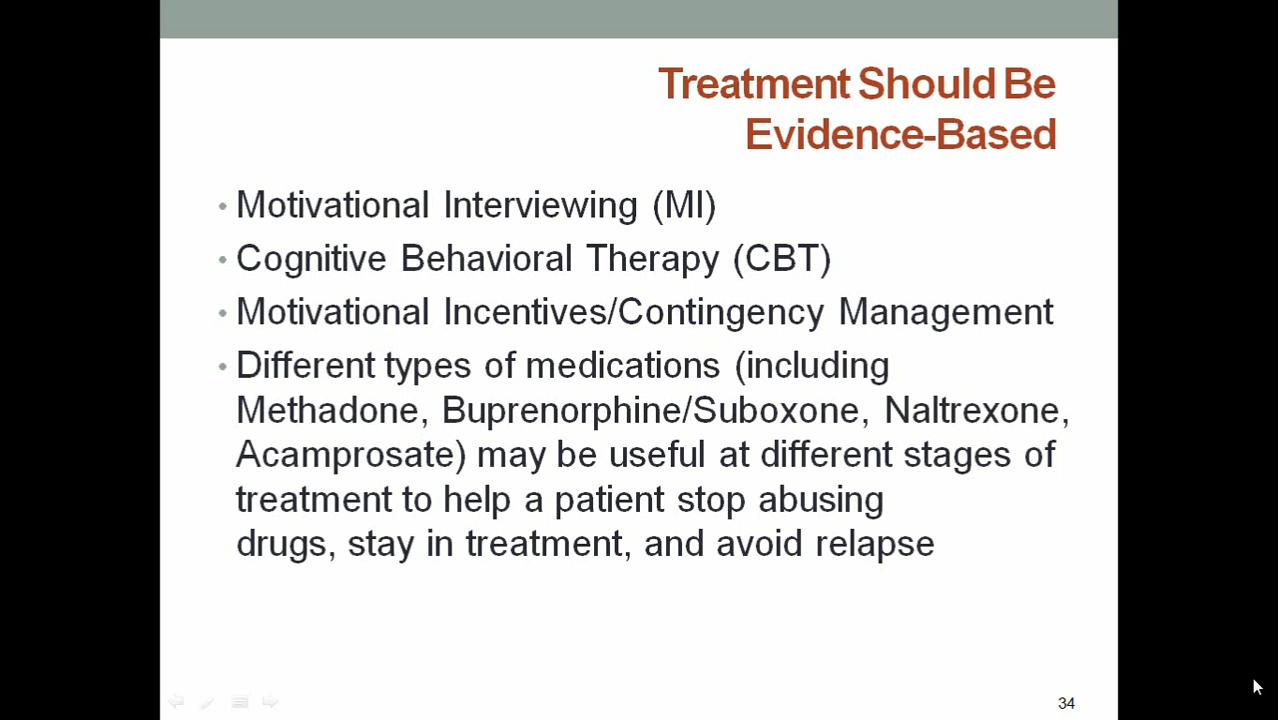 Treatment Should Be
Evidence-Based
• Motivational Interviewing (MI)
• Cognitive Behavioral Therapy (CBT)
• Motivational Incentives/Contingency Management
• Different types of medications (including
Methadone, Buprenorphine/Suboxone, Naltrexone,
Acamprosate) may be useful at different stages of
treatment to help a patient stop abusing
drugs, stay in treatment, and avoid relapse
34